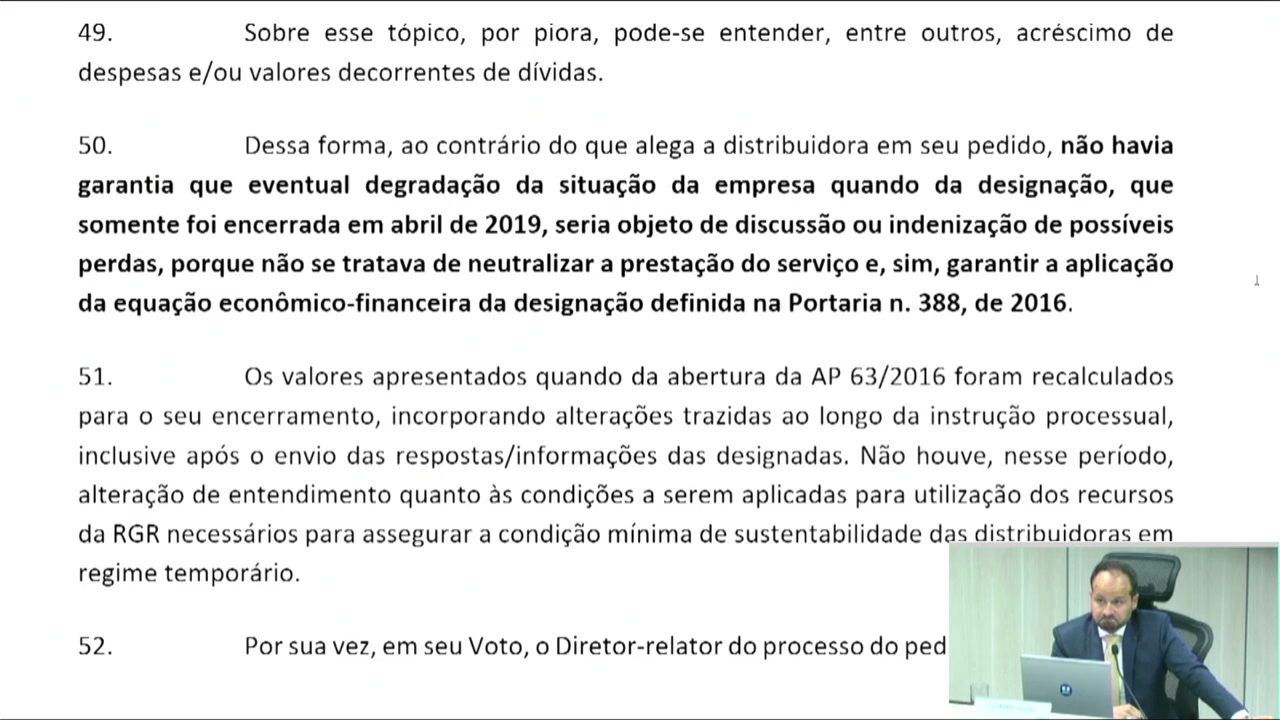 49. Sobre esse tópico, por piora, pode-se entender, entre outros, acréscimo de
despesas e/ou valores decorrentes de dívidas.
50. Dessa forma, ao contrário do que alega a distribuidora em seu pedido, não havia
garantia que eventual degradação da situação da empresa quando da designação, que
somente foi encerrada em abril de 2019, seria objeto de discussão ou indenização de possíveis
perdas, porque não se tratava de neutralizar a prestação do serviço e, sim, garantir a aplicação
da equação econômico-financeira da designação definida na Portaria n. 388, de 2016.
51. Os valores apresentados quando da abertura da AP 63/2016 foram recalculados
para o seu encerramento, incorporando alterações trazidas ao longo da instrução processual,
inclusive após o envio das respostas/informações das designadas. Não houve, nesse período,
alteração de entendimento quanto às condições a serem aplicadas para utilização dos recursos
da RGR necessários para assegurar a condição mínima de sustentabilidade das distribuidoras em
regime temporário.
52. Por sua vez, em seu Voto, o Diretor-relator do processo do ped